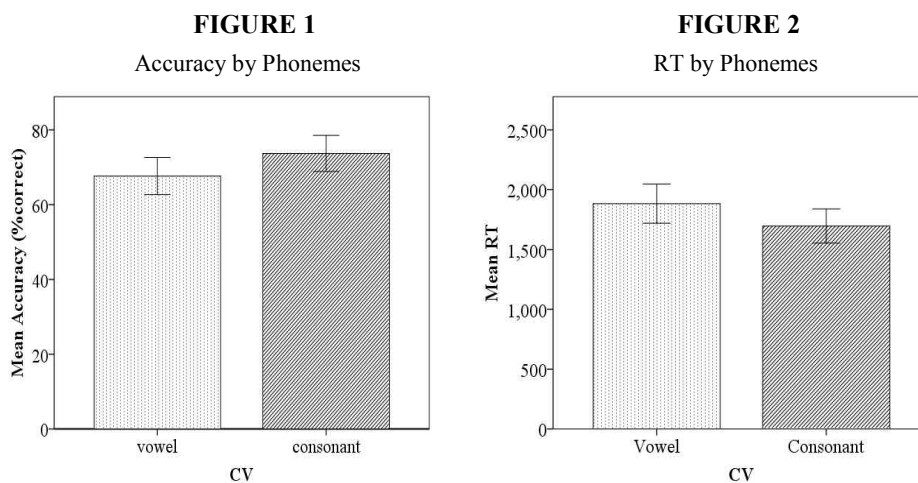 FIGURE 1
Accuracy by Phonemes
Mean Accuracy (%correct)
80
60
40
20
0
vowel
consonant
CV
FIGURE 2
RT by Phonemes
Mean RT
2,500
2,000
1,500
1,000
500
0
Vowel
Consonant
CV